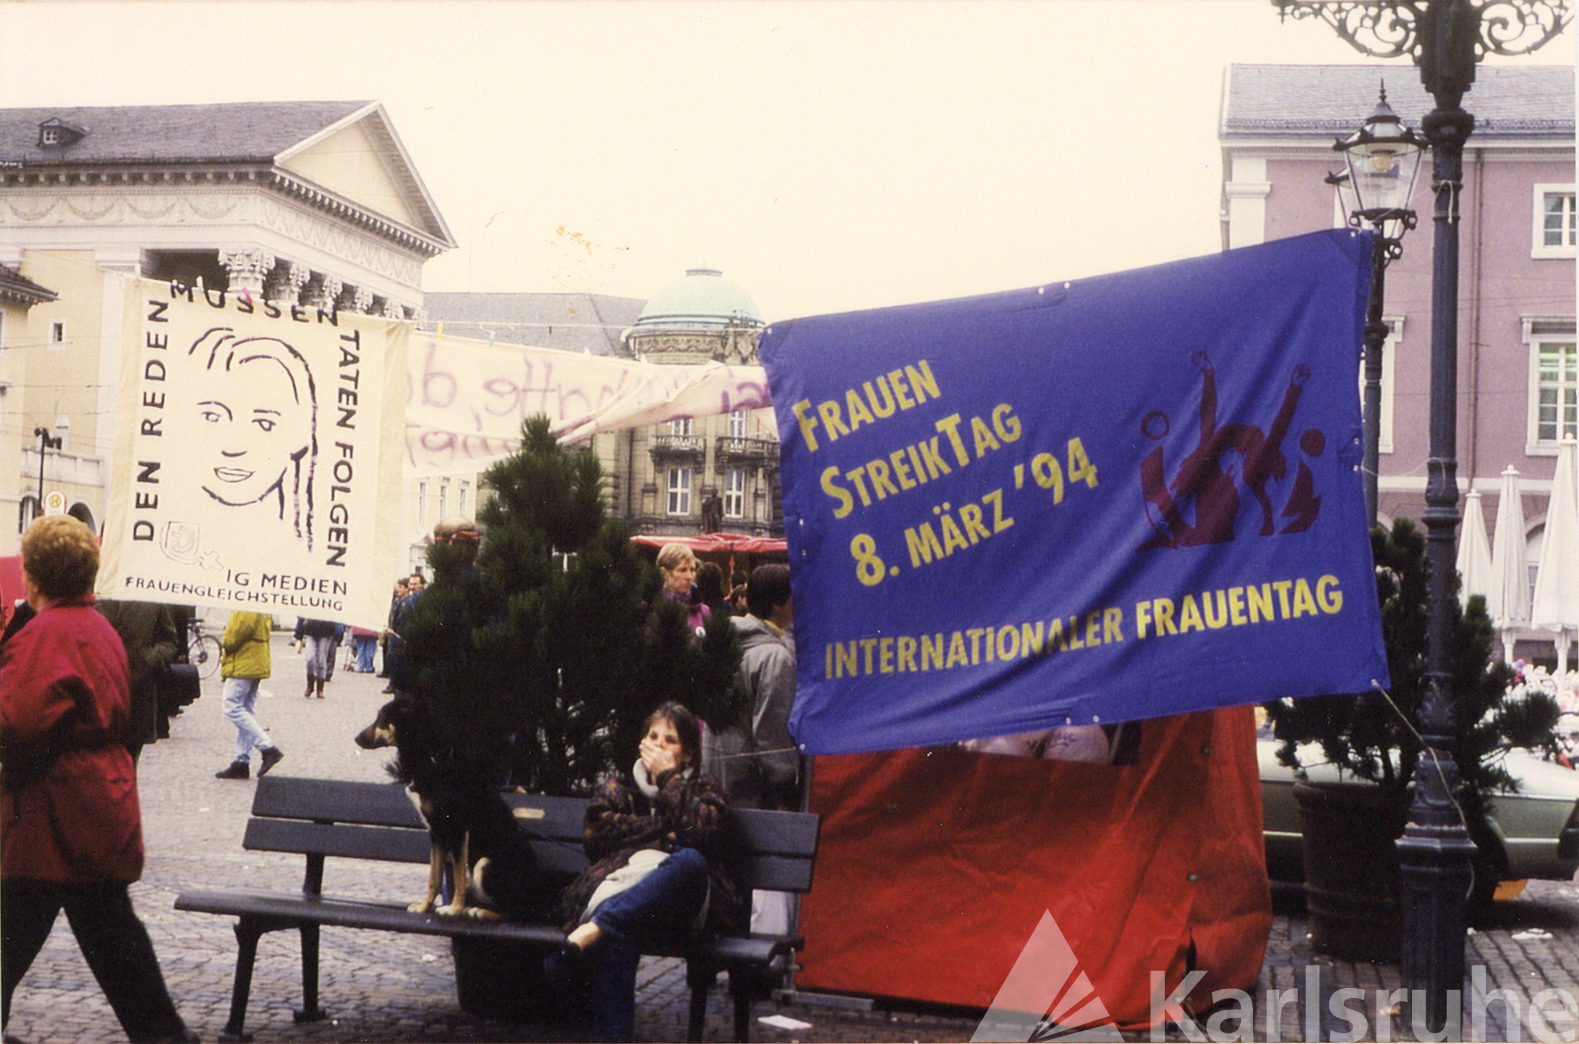 DEN REDEN
MÜSSEN
TATEN FOLGEN
IG MEDIEN
FRAUENGLEICHSTELLUNG
FRAUEN
STREIKTAG
8. MÄRZ '94
INTERNATIONALER FRAUENTAG
H
Karlsruhe